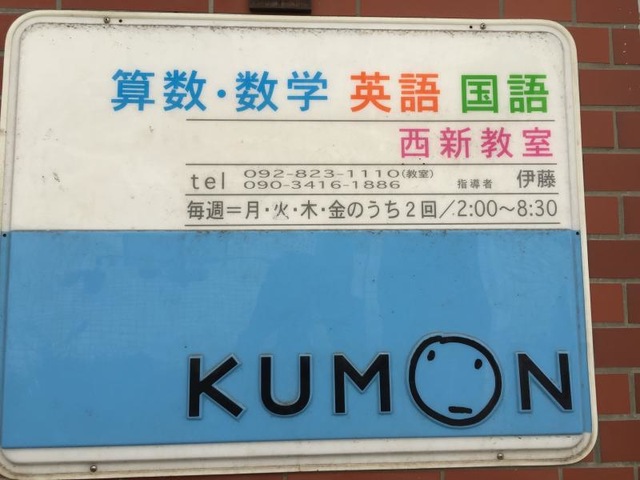 算数・数学 英語 国語
西新教室
tel 092-823-1110(教室)
090-3416-1886 指導者 伊藤
毎週=月・火・木・金のうち2回/2:00〜8:30
KUMON